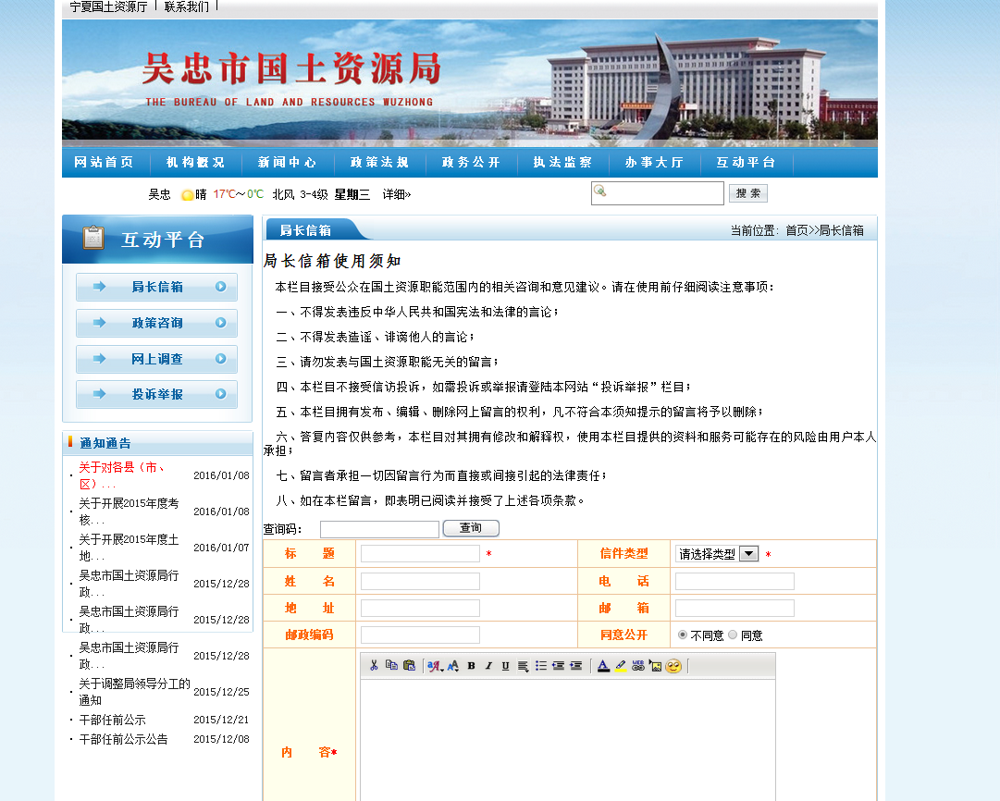 宁夏国土资源厅 | 联系我们 |
吴忠市国土资源局
THE BUREAU OF LAND AND RESOURCES WUZHONG
网站首页 机构概况 新闻中心 政策法规 政务公开 执法监察 办事大厅 互动平台
吴忠 晴 17℃～0℃ 北风 3-4级 星期三 详细»
搜 索
互动平台
局长信箱
政策咨询
网上调查
投诉举报
通知通告
关于对各县（市、
区）... 2016/01/08
关于开展2015年度考
核... 2016/01/08
关于开展2015年度土
地... 2016/01/07
吴忠市国土资源局行
政... 2015/12/28
吴忠市国土资源局行
政... 2015/12/28
吴忠市国土资源局行
政... 2015/12/28
关于调整局领导分工的
通知 2015/12/25
干部任前公示 2015/12/21
干部任前公示公告 2015/12/08
局长信箱 当前位置：首页>>局长信箱
局长信箱使用须知
本栏目接受公众在国土资源职能范围内的相关咨询和意见建议。请在使用前仔细阅读注意事项：
一、不得发表违反中华人民共和国宪法和法律的言论；
二、不得发表造谣、诽谤他人的言论；
三、请勿发表与国土资源职能无关的留言；
四、本栏目不接受信访投诉，如需投诉或举报请登陆本网站“投诉举报”栏目；
五、本栏目拥有发布、编辑、删除网上留言的权利，凡不符合本须知提示的留言将予以删除；
六、答复内容仅供参考，本栏目对其拥有修改和解释权，使用本栏目提供的资料和服务可能存在的风险由用户本人
承担；
七、留言者承担一切因留言行为而直接或间接引起的法律责任；
八、如在本栏留言，即表明已阅读并接受了上述各项条款。
查询码： 查询
标 题 * 信件类型 请选择类型 *
姓 名 电 话
地 址 邮 箱
邮政编码 同意公开 不同意 同意
B I U A
内 容*